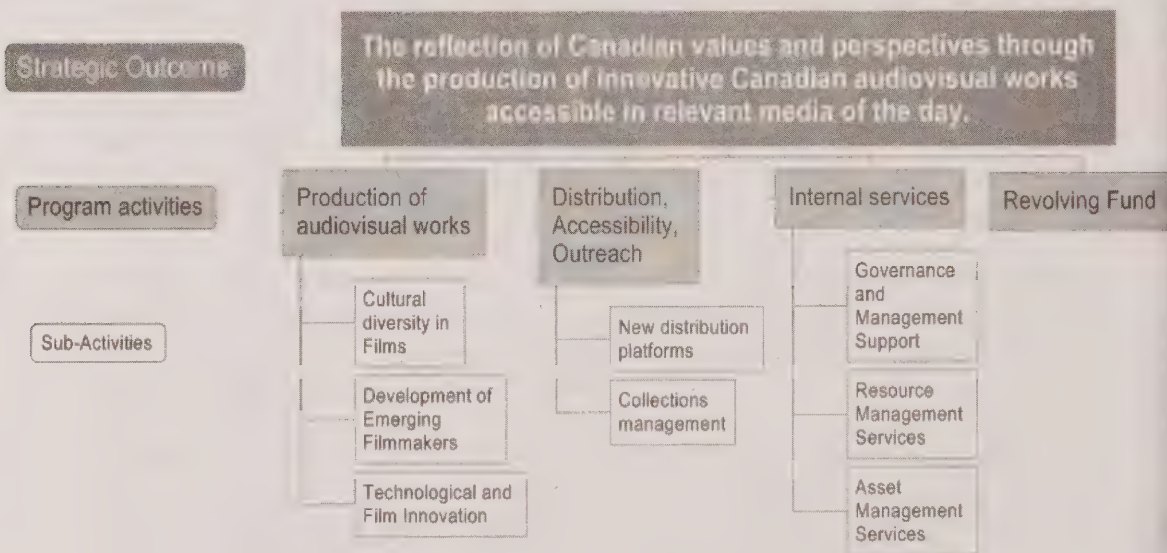 Strategic Outcome
The reflection of Canadian values and perspectives through
the production of innovative Canadian audiovisual works
accessible in relevant media of the day.
Program activities
Production of
audiovisual works
Distribution,
Accessibility,
Outreach
Internal services
Revolving Fund
Sub-Activities
Cultural
diversity in
Films
Development of
Emerging
Filmmakers
Technological and
Film Innovation
New distribution
platforms
Collections
management
Governance
and
Management
Support
Resource
Management
Services
Asset
Management
Services